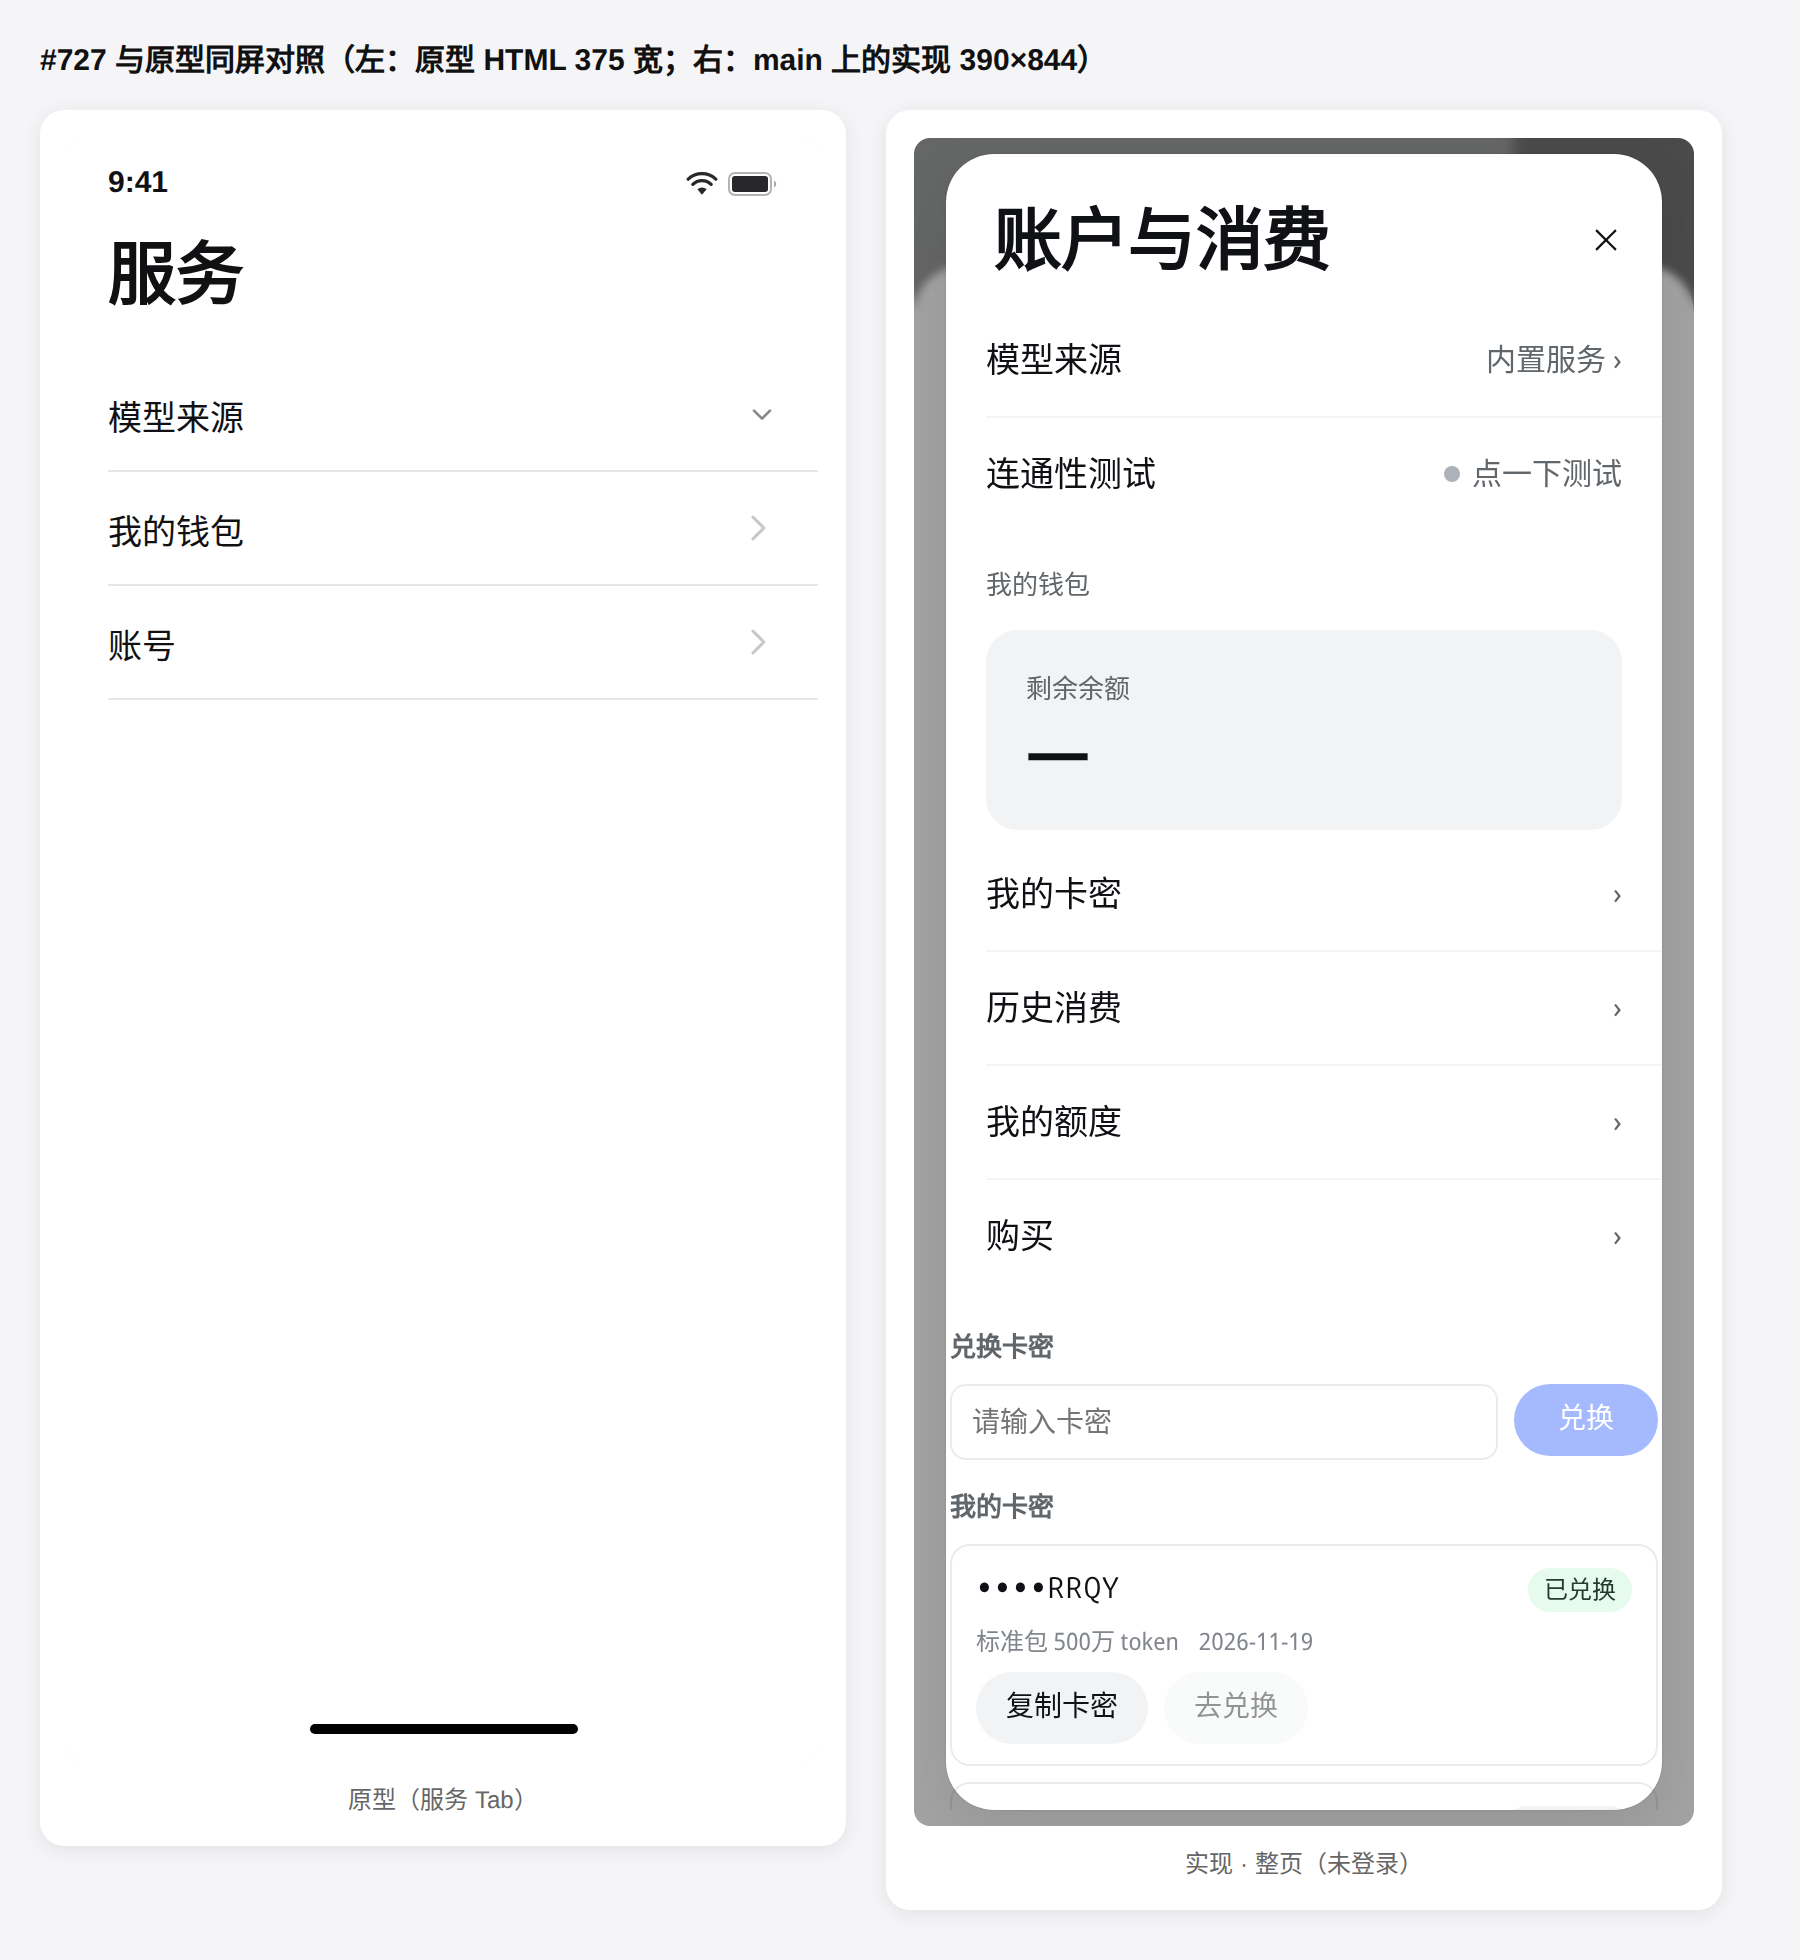 #727 与原型同屏对照（左：原型 HTML 375 宽；右：main 上的实现 390×844）
9:41
服务
模型来源
我的钱包
账号
原型（服务 Tab）
账户与消费
模型来源
内置服务 ›
连通性测试
点一下测试
我的钱包
剩余余额
—
我的卡密 ›
历史消费 ›
我的额度 ›
购买 ›
兑换卡密
请输入卡密
兑换
我的卡密
••••RRQY
已兑换
标准包 500万 token 2026-11-19
复制卡密
去兑换
实现 · 整页（未登录）